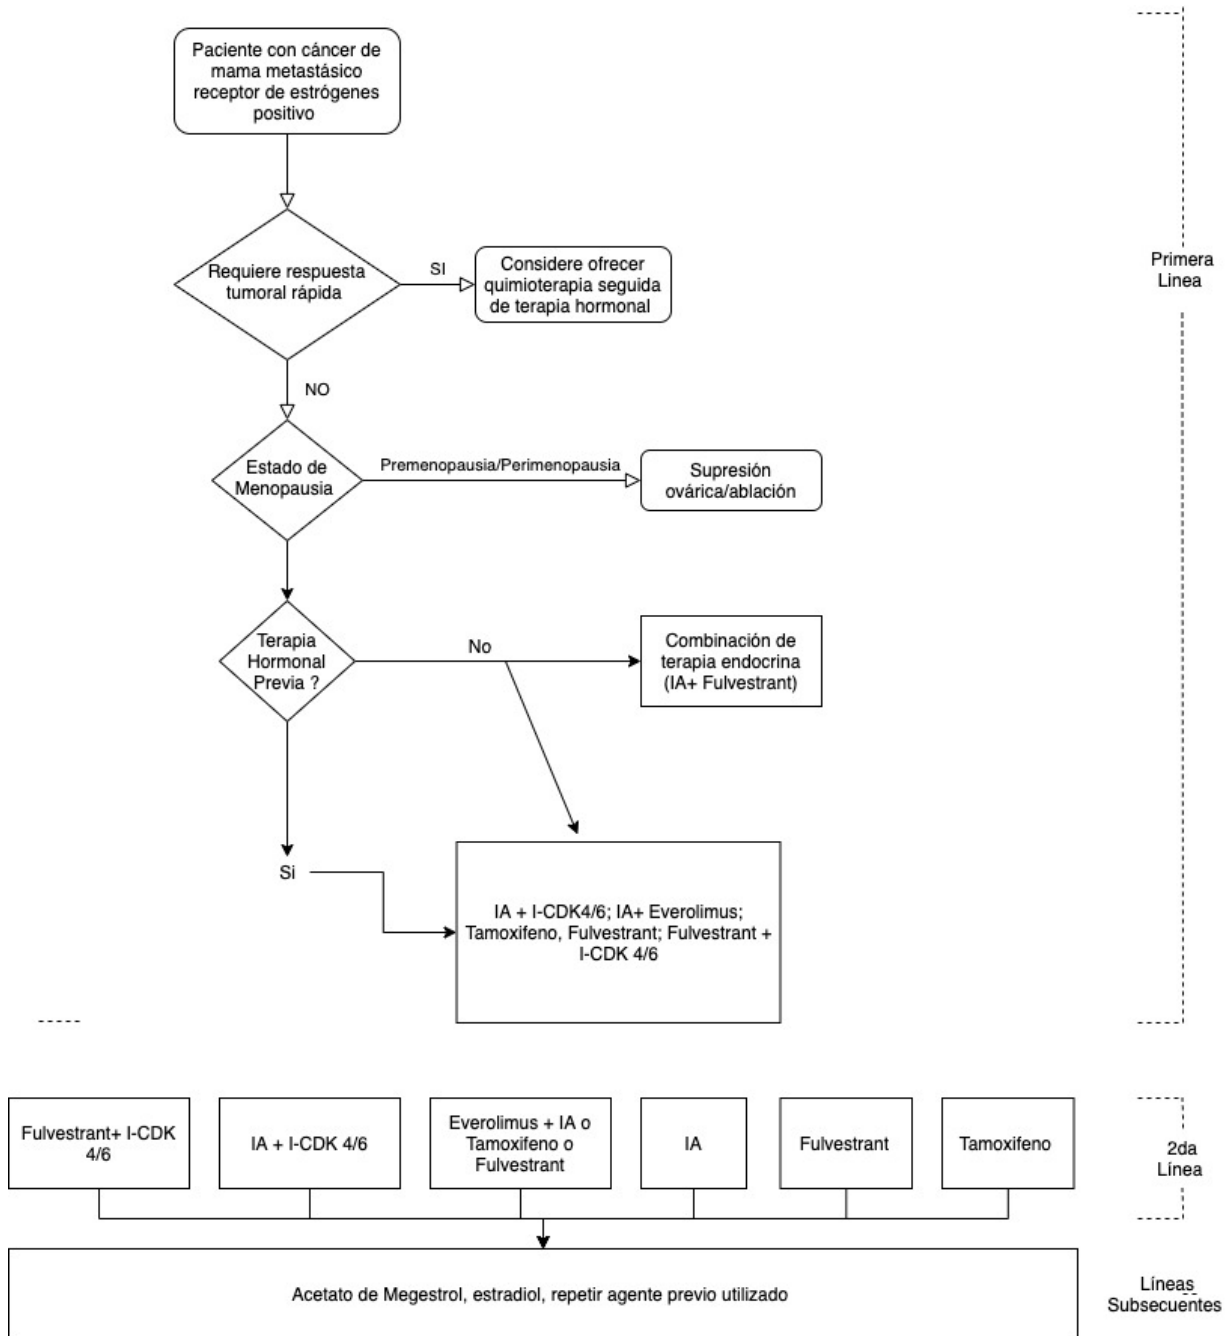 Paciente con cáncer de
mama metastásico
receptor de estrógenes
positivo
Requiere respuesta
tumoral rápida
SI
Considere ofrecer
quimioterapia seguida
de terapia hormonal
Primera
Linea
NO
Estado de
Menopausia
Premenopausia/Perimenopausia
Supresión
ovárica/ablación
Terapia
Hormonal
Previa ?
No
Combinación de
terapia endocrina
(IA+ Fulvestrant)
Si
IA + I-CDK4/6; IA+ Everolimus;
Tamoxifeno, Fulvestrant; Fulvestrant +
I-CDK 4/6
Fulvestrant+ I-CDK
4/6
IA + I-CDK 4/6
Everolimus + IA o
Tamoxifeno o
Fulvestrant
IA
Fulvestrant
Tamoxifeno
2da
Línea
Acetato de Megestrol, estradiol, repetir agente previo utilizado
Líneas
Subsecuentes